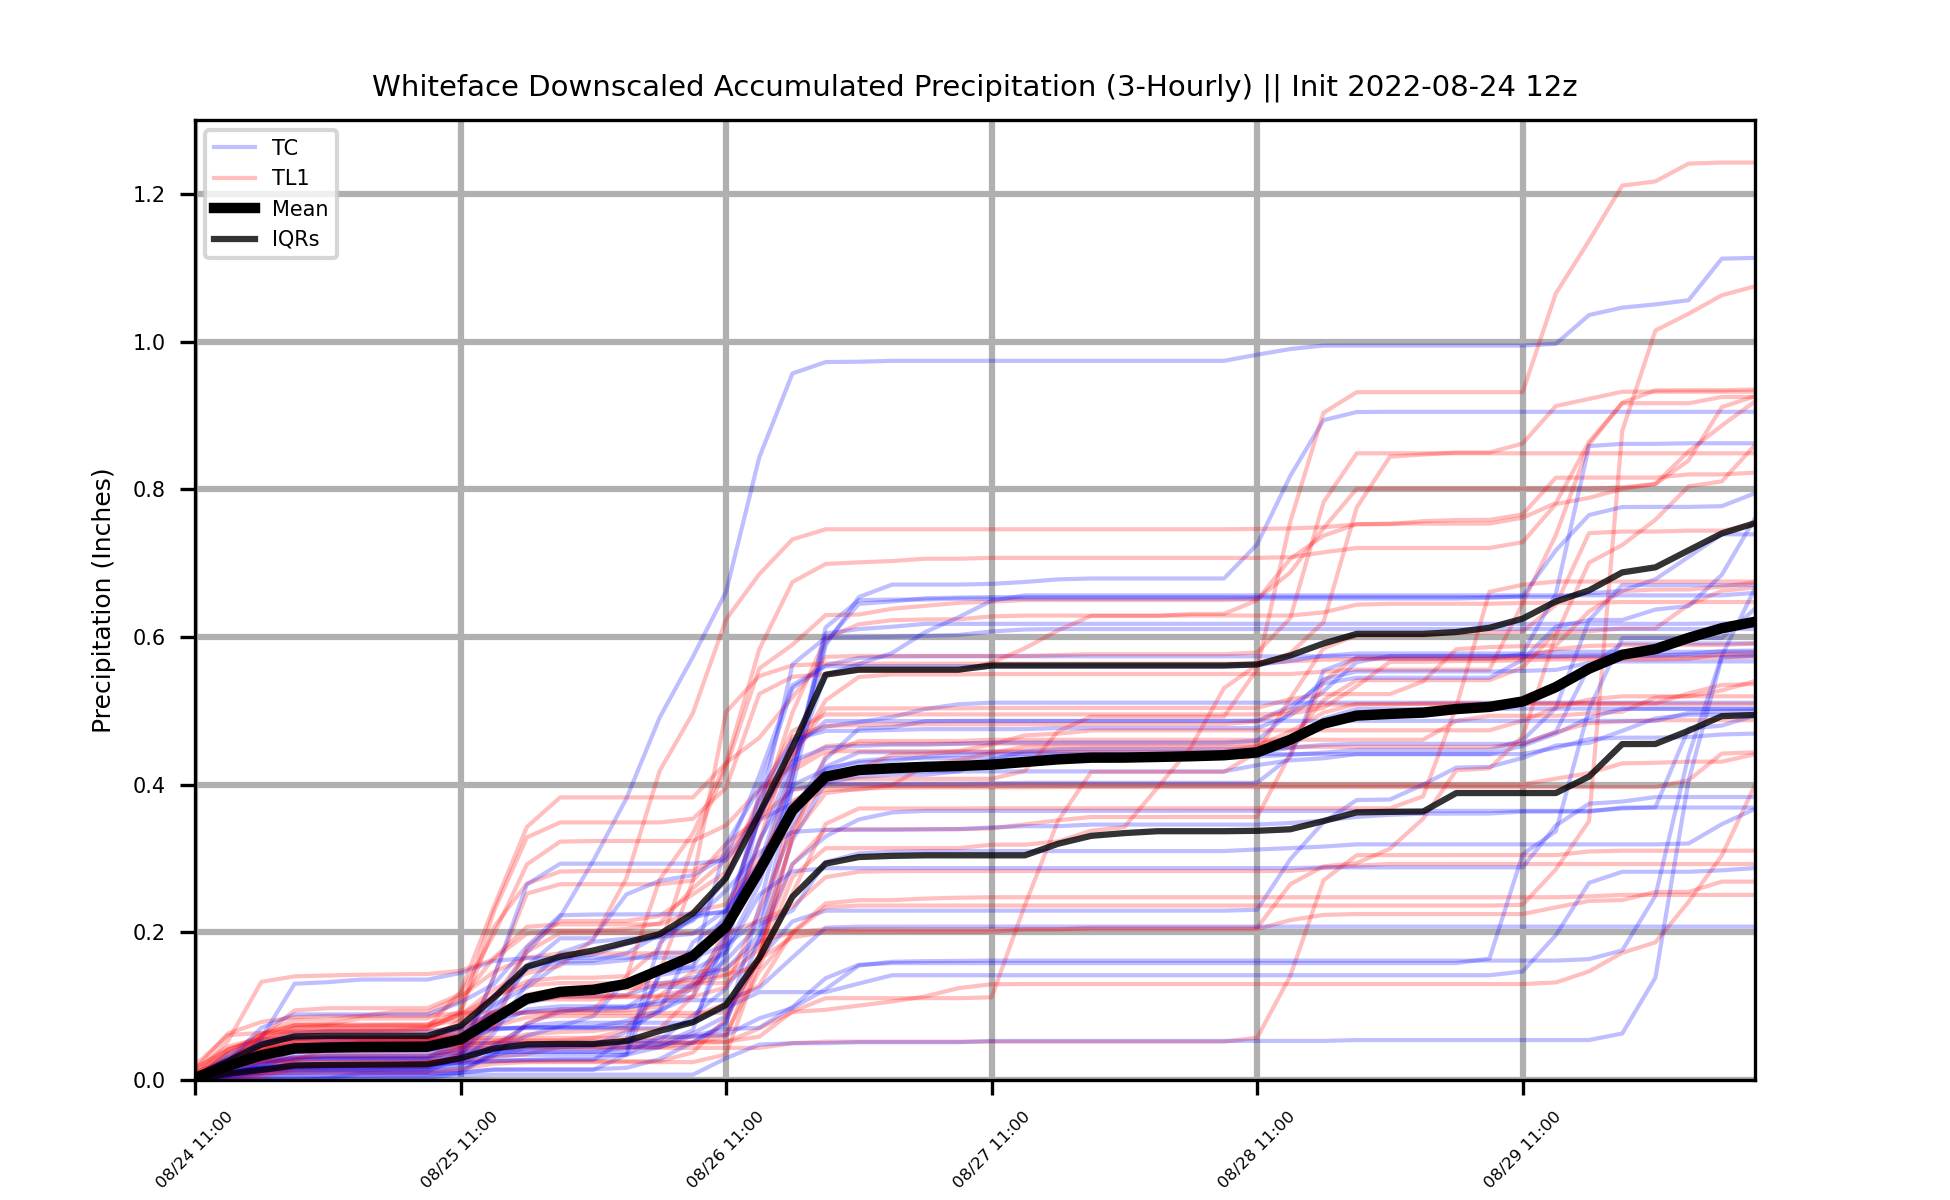 Whiteface Downscaled Accumulated Precipitation (3-Hourly) || Init 2022-08-24 12z
TC
TL1
Mean
IQRs
Precipitation (Inches)
1.2
1.0
0.8
0.6
0.4
0.2
0.0
08/24 11:00
08/25 11:00
08/26 11:00
08/27 11:00
08/28 11:00
08/29 11:00